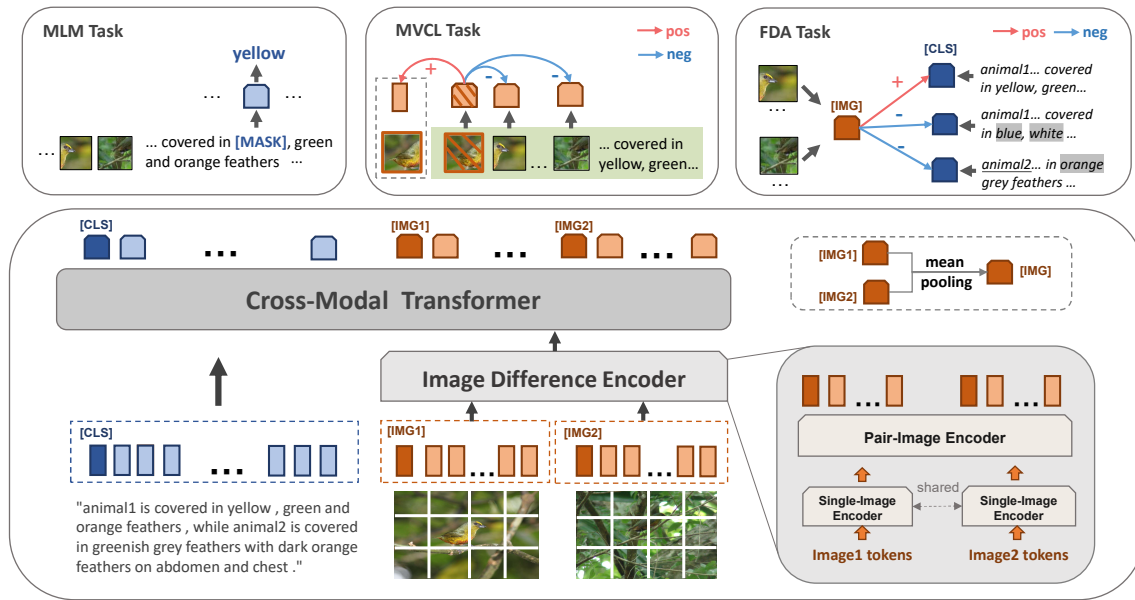 MLM Task
yellow
... ...
... ... covered in [MASK], green
and orange feathers ...
MVCL Task
pos
neg
+ - -
... ... covered in
yellow, green...
FDA Task
pos neg
[CLS]
animal1... covered
in yellow, green...
+
...
[IMG]
-
animal1... covered
in blue, white ...
-
animal2... in orange
grey feathers ...
...
[CLS] ... [IMG1] ... [IMG2] ...
Cross-Modal Transformer
[IMG1]
[IMG2]
mean
pooling
[IMG]
Image Difference Encoder
[CLS] ...
[IMG1] ...
[IMG2] ...
"animal1 is covered in yellow , green and
orange feathers , while animal2 is covered
in greenish grey feathers with dark orange
feathers on abdomen and chest ."
... ...
Pair-Image Encoder
shared
Single-Image
Encoder
Single-Image
Encoder
Image1 tokens Image2 tokens